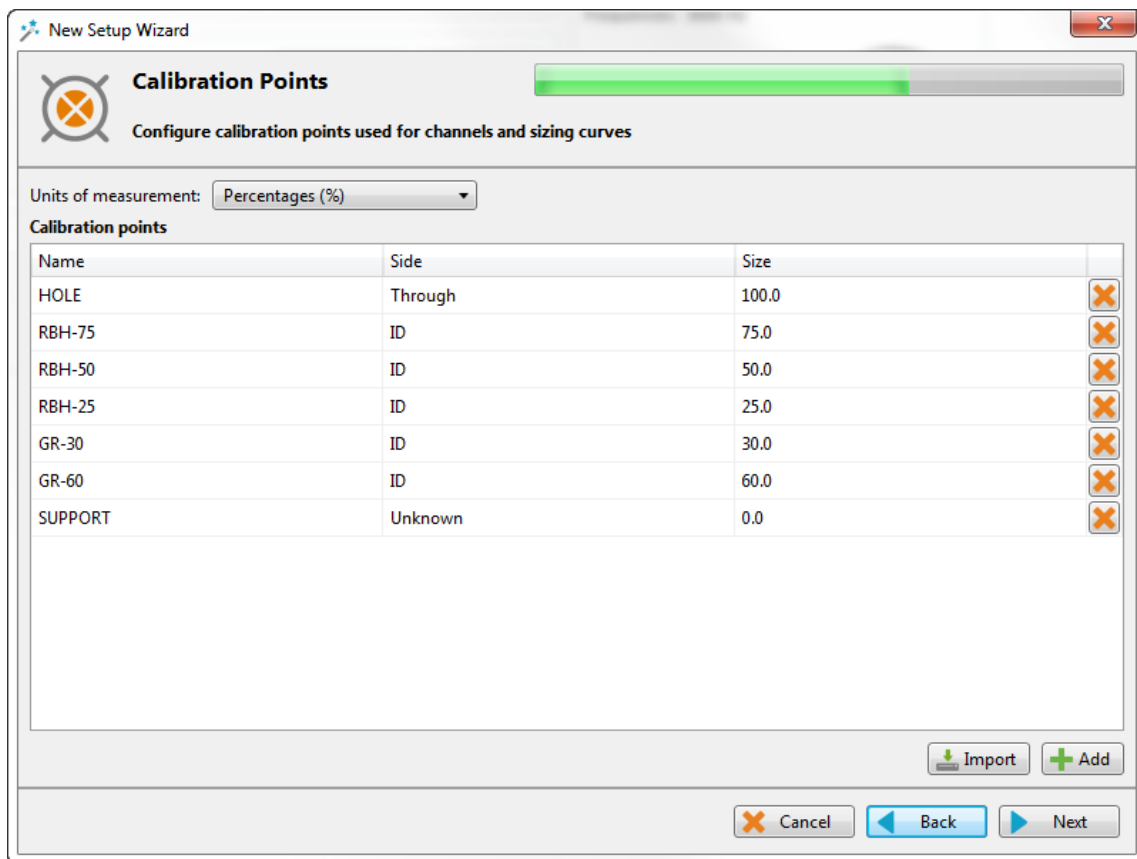 New Setup Wizard
Calibration Points
Configure calibration points used for channels and sizing curves
Units of measurement: Percentages (%)
Calibration points
Name Side Size
HOLE Through 100.0
RBH-75 ID 75.0
RBH-50 ID 50.0
RBH-25 ID 25.0
GR-30 ID 30.0
GR-60 ID 60.0
SUPPORT Unknown 0.0
Import Add
Cancel Back Next